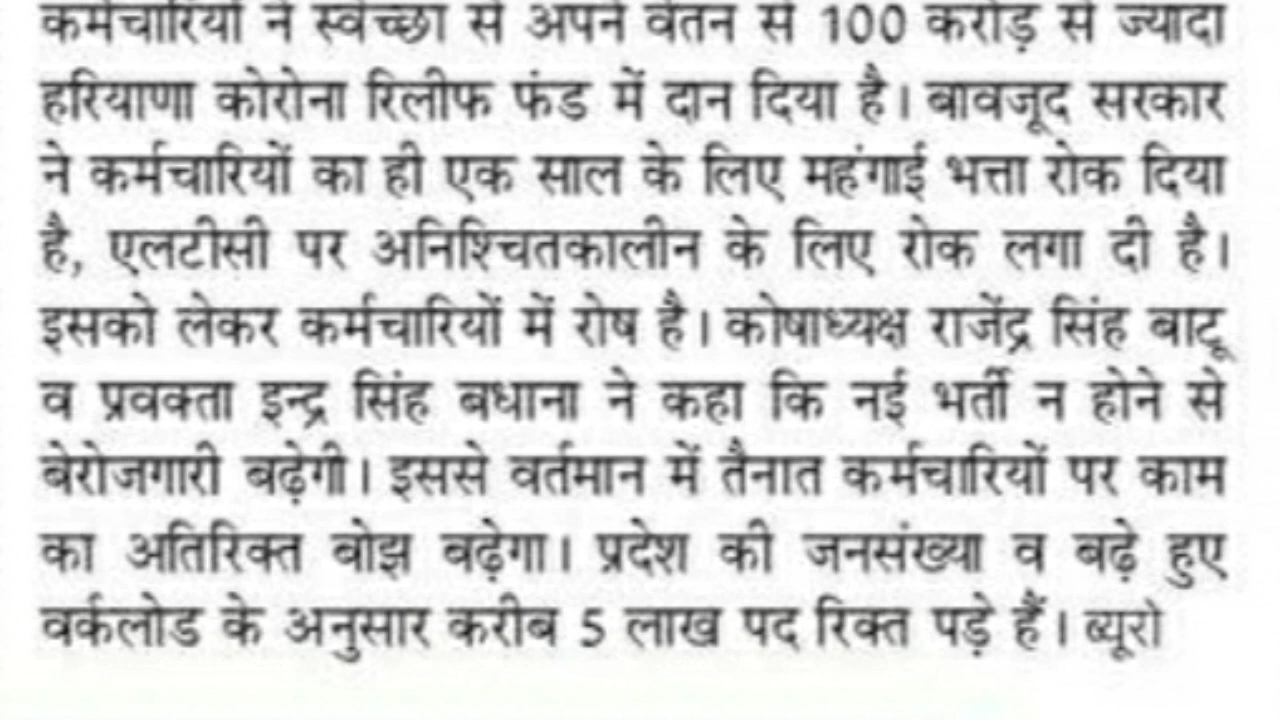 कर्मचारियों ने स्वेच्छा से अपने वेतन से 100 करोड़ से ज्यादा
हरियाणा कोरोना रिलीफ फंड में दान दिया है। बावजूद सरकार
ने कर्मचारियों का ही एक साल के लिए महंगाई भत्ता रोक दिया
है, एलटीसी पर अनिश्चितकालीन के लिए रोक लगा दी है।
इसको लेकर कर्मचारियों में रोष है। कोषाध्यक्ष राजेंद्र सिंह बाटू
व प्रवक्ता इन्द्र सिंह बधाना ने कहा कि नई भर्ती न होने से
बेरोजगारी बढ़ेगी। इससे वर्तमान में तैनात कर्मचारियों पर काम
का अतिरिक्त बोझ बढ़ेगा। प्रदेश की जनसंख्या व बढ़े हुए
वर्कलोड के अनुसार करीब 5 लाख पद रिक्त पड़े हैं। ब्यूरो